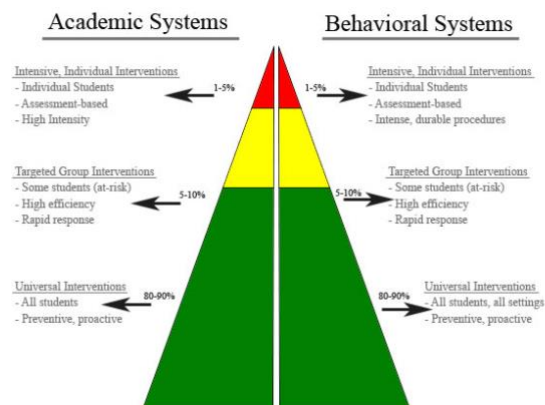 Academic Systems
Behavioral Systems
Intensive, Individual Interventions
- Individual Students
- Assessment-based
- High Intensity
1-5%
1-5%
Intensive, Individual Interventions
- Individual Students
- Assessment-based
- Intense, durable procedures
Targeted Group Interventions
- Some students (at-risk)
- High efficiency
- Rapid response
5-10%
5-10%
Targeted Group Interventions
- Some students (at-risk)
- High efficiency
- Rapid response
Universal Interventions
- All students
- Preventive, proactive
80-90%
80-90%
Universal Interventions
- All students, all settings
- Preventive, proactive